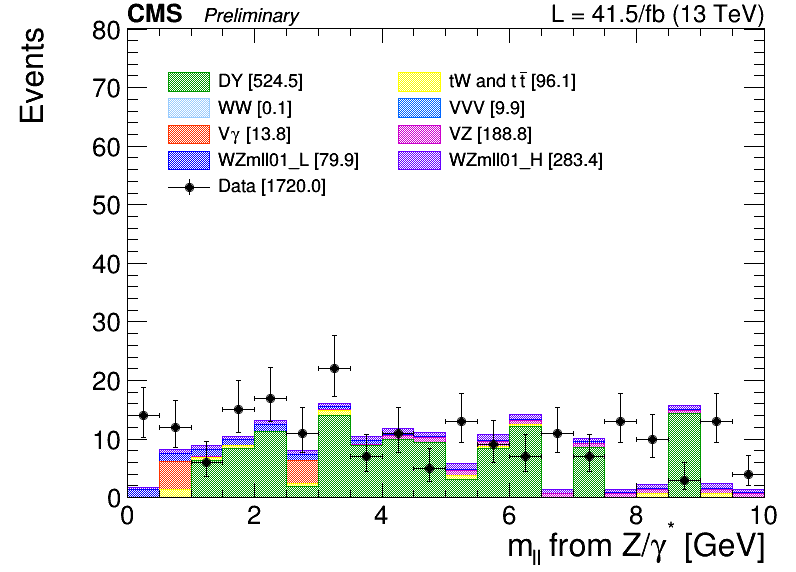 CMS Preliminary L = 41.5/fb (13 TeV)
Events
80
70
60
50
40
30
20
10
0
DY [524.5]
tW and tt̅ [96.1]
WW [0.1]
VVV [9.9]
Vγ [13.8]
VZ [188.8]
WZmll01_L [79.9]
WZmll01_H [283.4]
Data [1720.0]
0 2 4 6 8 10
m_ll from Z/γ* [GeV]